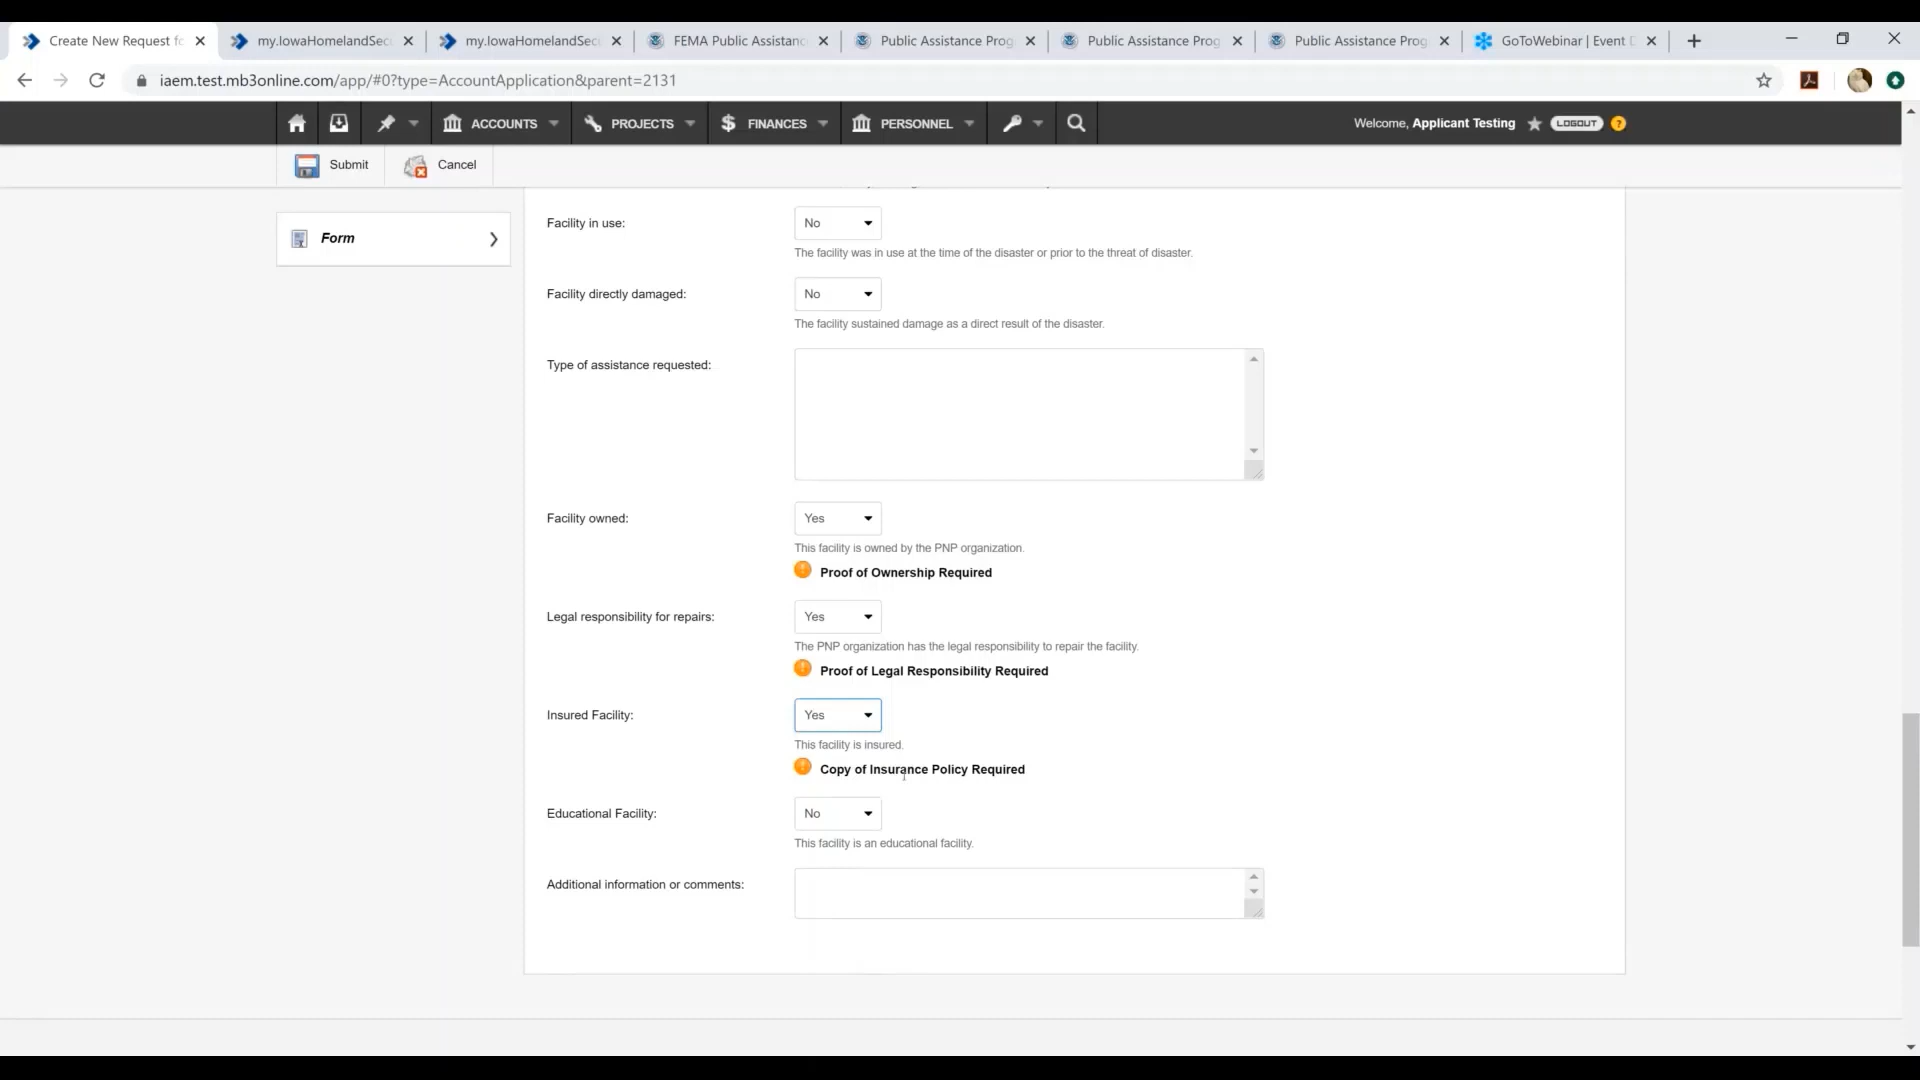 Create New Request fo
my.IowaHomelandSec
my.IowaHomelandSec
FEMA Public Assistanc
Public Assistance Prog
Public Assistance Prog
Public Assistance Prog
GoToWebinar | Event D
iaem.test.mb3online.com/app/#0?type=AccountApplication&parent=2131
ACCOUNTS
PROJECTS
FINANCES
PERSONNEL
Welcome, Applicant Testing
LOGOUT
?
Submit
Cancel
Form
Facility in use:
No
The facility was in use at the time of the disaster or prior to the threat of disaster.
Facility directly damaged:
No
The facility sustained damage as a direct result of the disaster.
Type of assistance requested:
Facility owned:
Yes
This facility is owned by the PNP organization.
Proof of Ownership Required
Legal responsibility for repairs:
Yes
The PNP organization has the legal responsibility to repair the facility.
Proof of Legal Responsibility Required
Insured Facility:
Yes
This facility is insured.
Copy of Insurance Policy Required
Educational Facility:
No
This facility is an educational facility.
Additional information or comments: